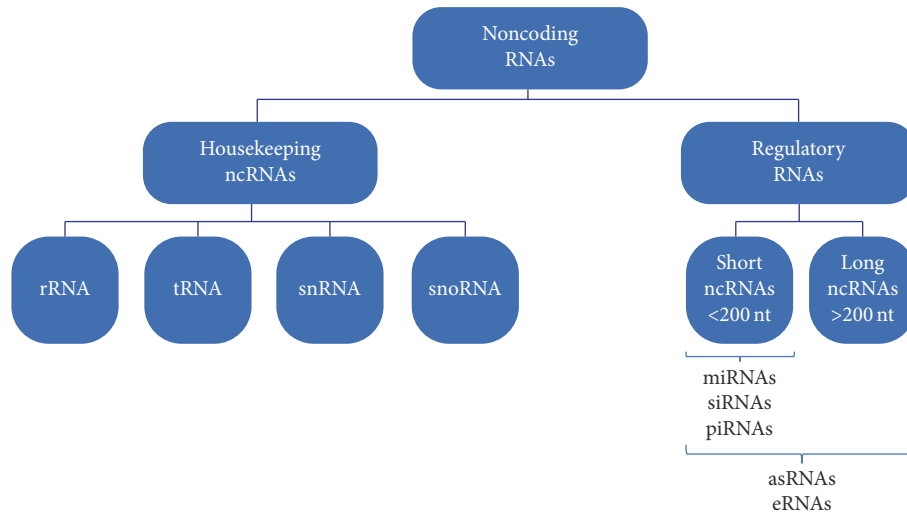 Noncoding
RNAs
Housekeeping
ncRNAs
Regulatory
RNAs
rRNA
tRNA
snRNA
snoRNA
Short
ncRNAs
<200 nt
Long
ncRNAs
>200 nt
miRNAs
siRNAs
piRNAs
asRNAs
eRNAs